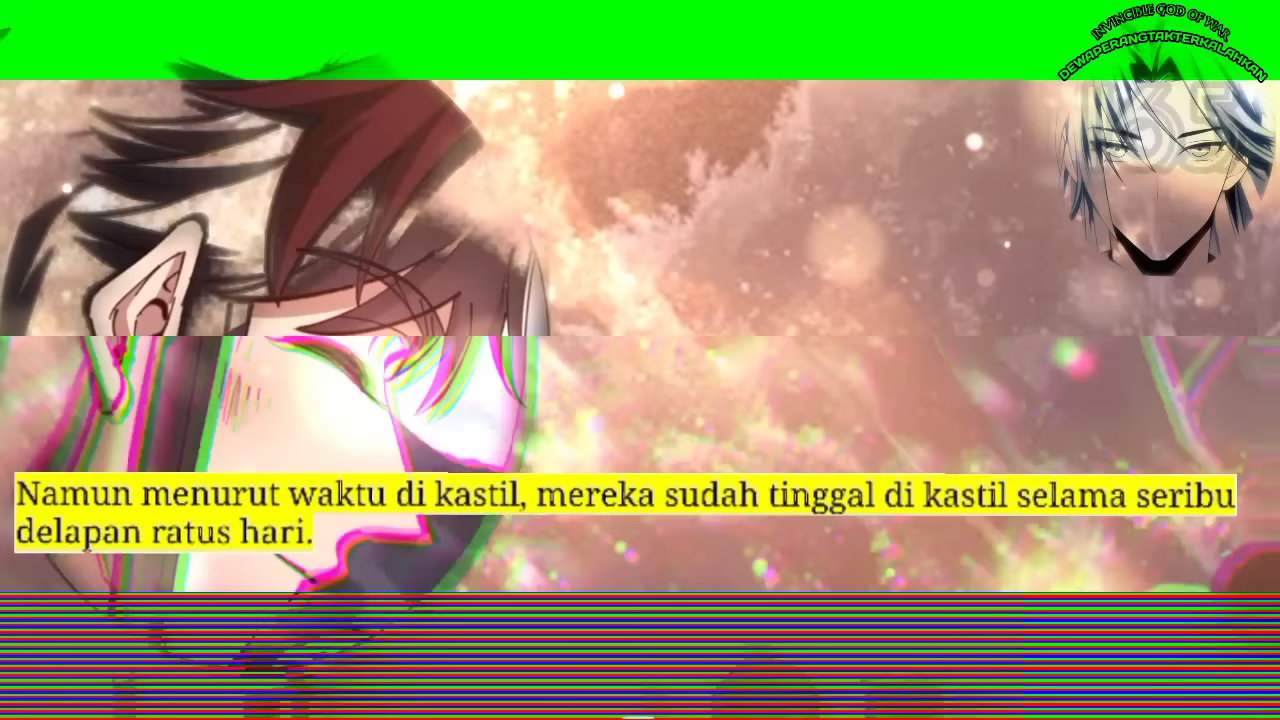 INVINCIBLE GOD OF WAR
DEWAPERANGTAKTERKALAHKAN
Namun menurut waktu di kastil, mereka sudah tinggal di kastil selama seribu
delapan ratus hari.